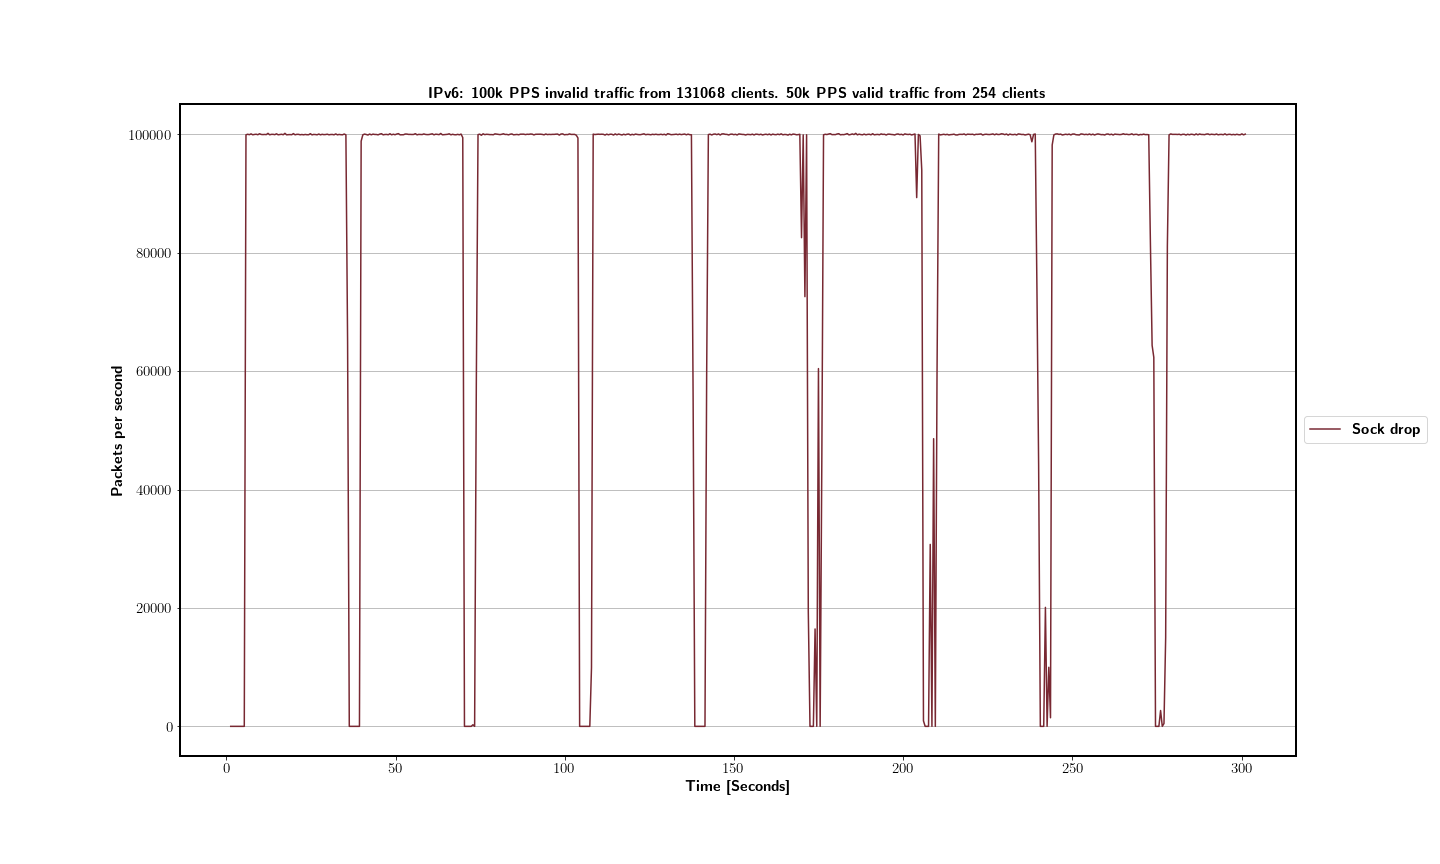 IPv6: 100k PPS invalid traffic from 131068 clients. 50k PPS valid traffic from 254 clients
100000
80000
60000
40000
20000
0
Packets per second
0 50 100 150 200 250 300
Time [Seconds]
Sock drop